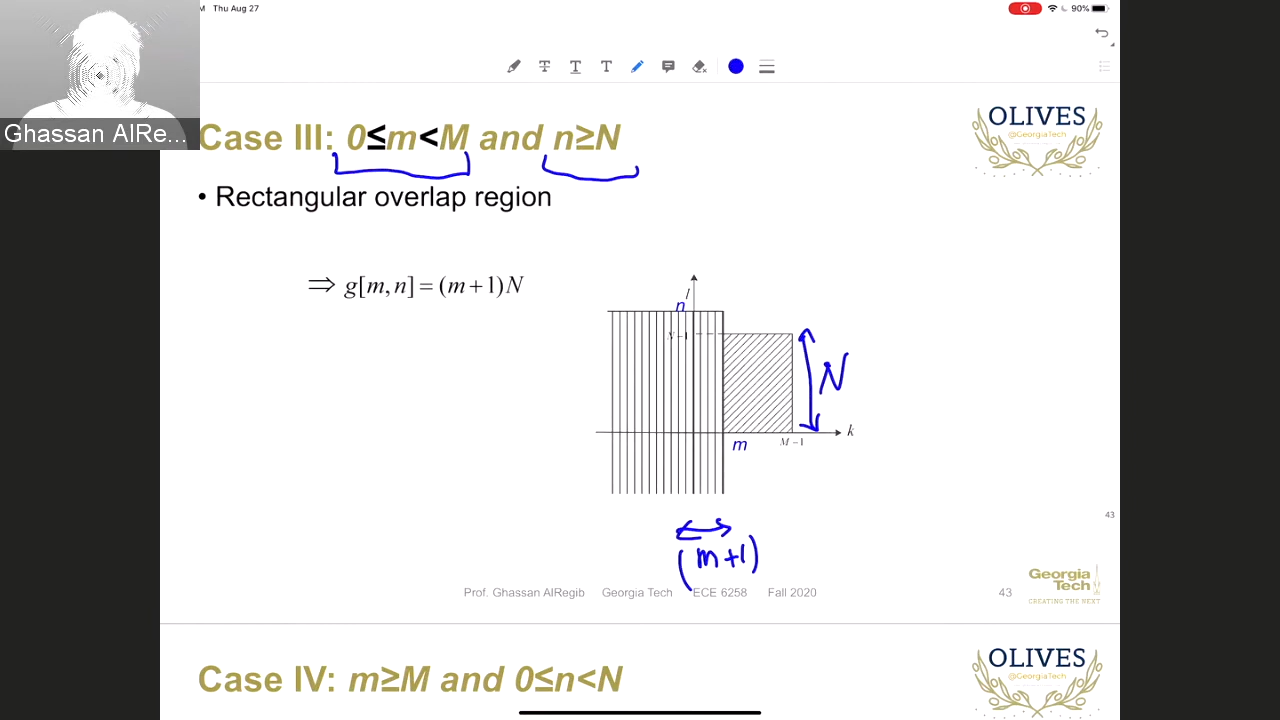 M Thu Aug 27
90%
Ghassan AlRe...
OLIVES
@GeorgiaTech
Case III: 0≤m<M and n≥N
• Rectangular overlap region
⇒ g[m,n] = (m+1)N
l
n
N−1
N
k
m
M−1
43
(m+1)
Georgia
Tech
CREATING THE NEXT
Prof. Ghassan AlRegib Georgia Tech ECE 6258 Fall 2020 43
OLIVES
@GeorgiaTech
Case IV: m≥M and 0≤n<N